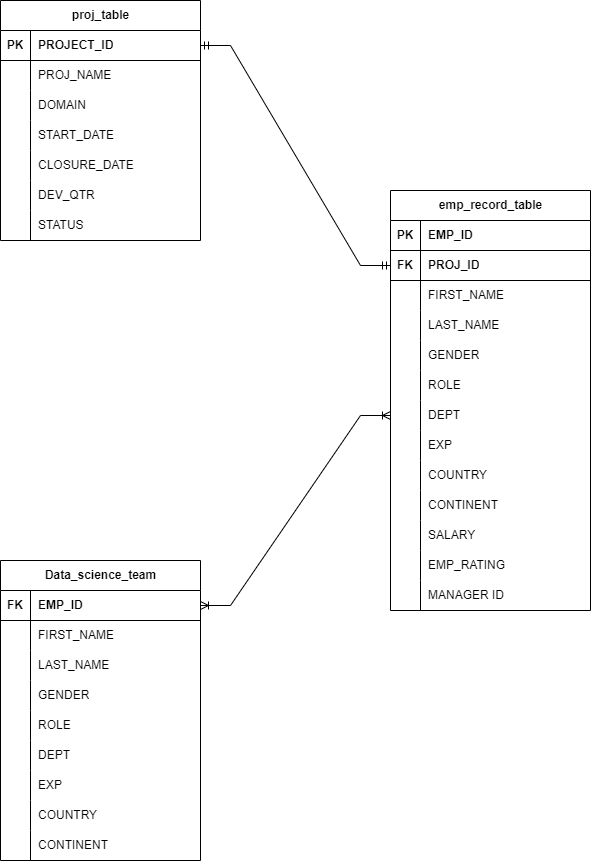 proj_table
PK PROJECT_ID
PROJ_NAME
DOMAIN
START_DATE
CLOSURE_DATE
DEV_QTR
STATUS
emp_record_table
PK EMP_ID
FK PROJ_ID
FIRST_NAME
LAST_NAME
GENDER
ROLE
DEPT
EXP
COUNTRY
CONTINENT
SALARY
EMP_RATING
MANAGER ID
Data_science_team
FK EMP_ID
FIRST_NAME
LAST_NAME
GENDER
ROLE
DEPT
EXP
COUNTRY
CONTINENT